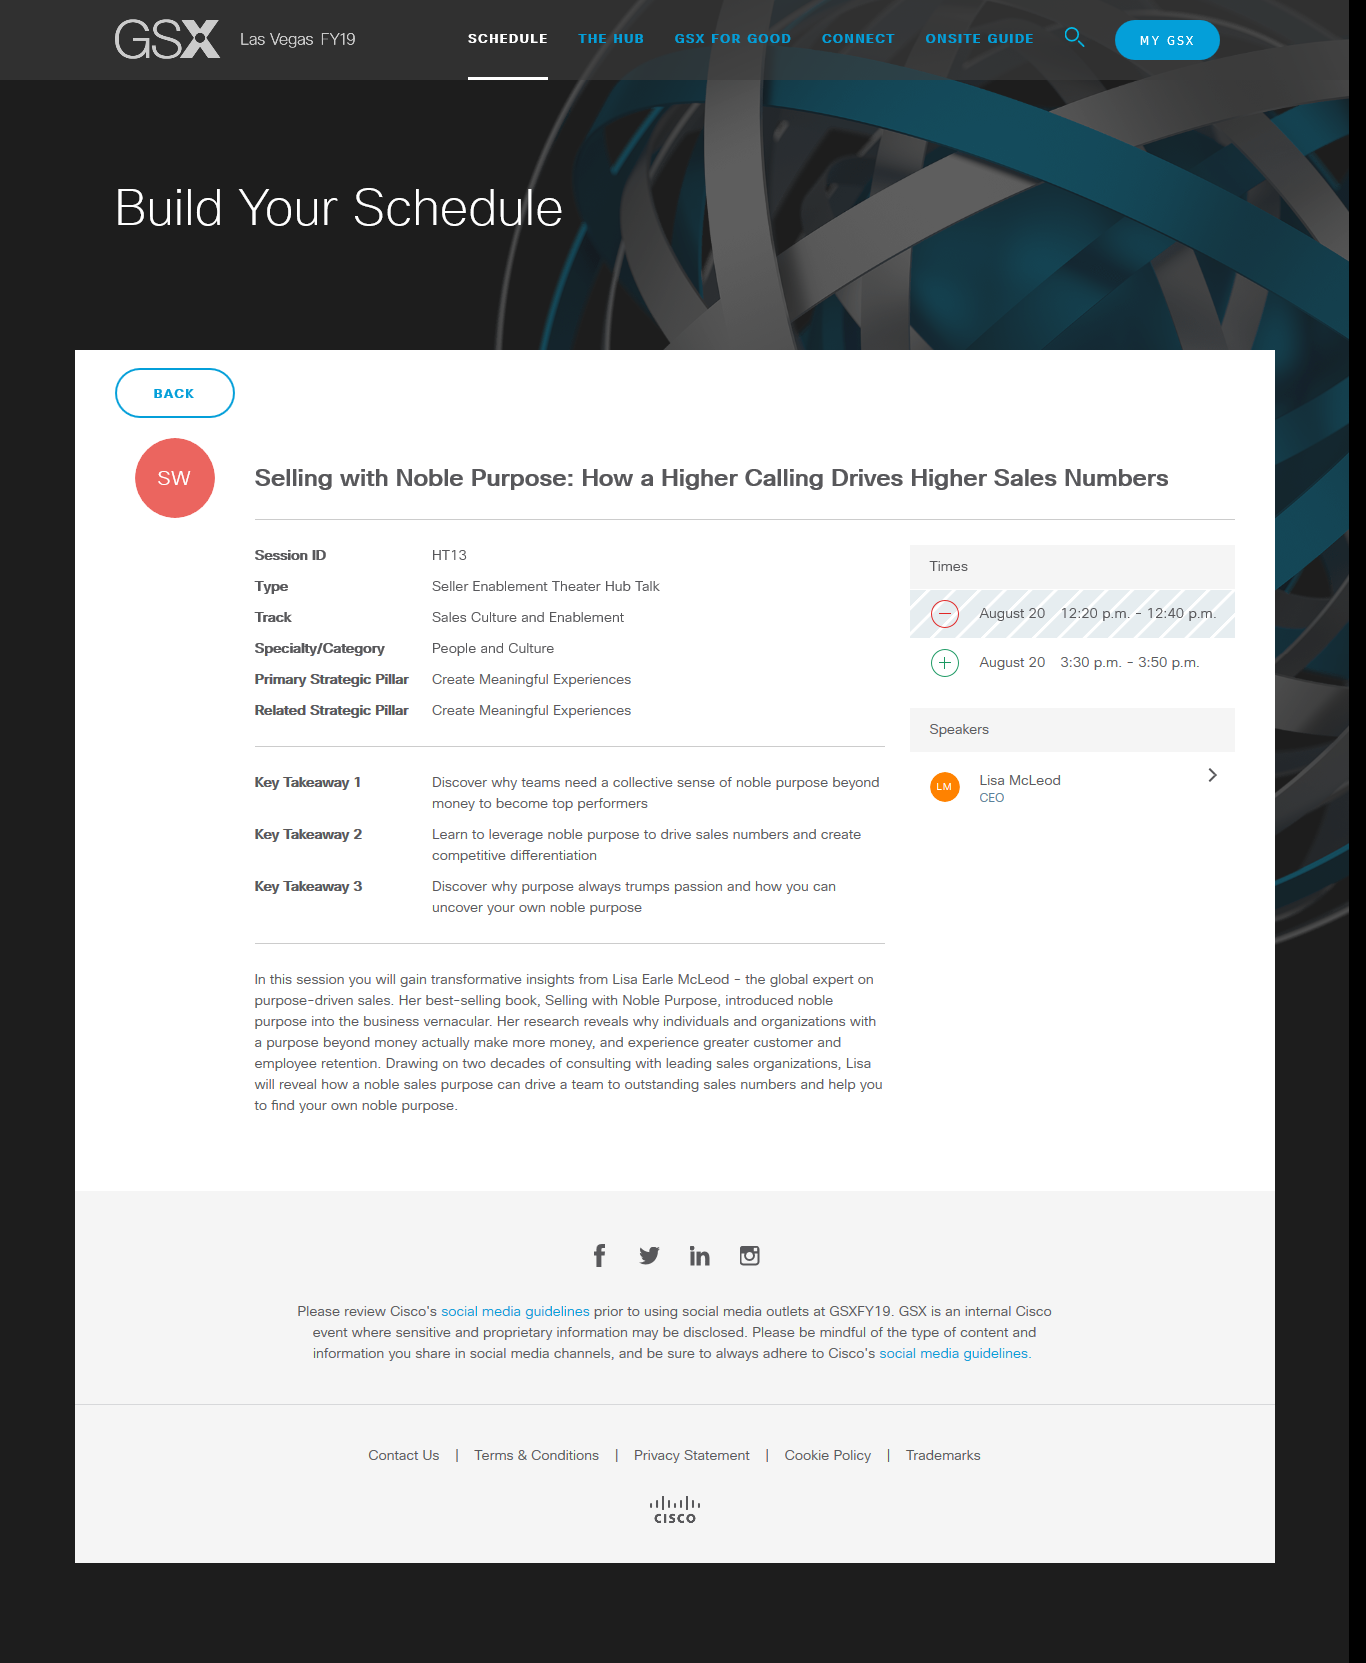 GSX Las Vegas FY19
SCHEDULE THE HUB GSX FOR GOOD CONNECT ONSITE GUIDE MY GSX
Build Your Schedule
BACK
SW
Selling with Noble Purpose: How a Higher Calling Drives Higher Sales Numbers
Session ID HT13
Type Seller Enablement Theater Hub Talk
Track Sales Culture and Enablement
Specialty/Category People and Culture
Primary Strategic Pillar Create Meaningful Experiences
Related Strategic Pillar Create Meaningful Experiences
Key Takeaway 1 Discover why teams need a collective sense of noble purpose beyond
money to become top performers
Key Takeaway 2 Learn to leverage noble purpose to drive sales numbers and create
competitive differentiation
Key Takeaway 3 Discover why purpose always trumps passion and how you can
uncover your own noble purpose
In this session you will gain transformative insights from Lisa Earle McLeod - the global expert on
purpose-driven sales. Her best-selling book, Selling with Noble Purpose, introduced noble
purpose into the business vernacular. Her research reveals why individuals and organizations with
a purpose beyond money actually make more money, and experience greater customer and
employee retention. Drawing on two decades of consulting with leading sales organizations, Lisa
will reveal how a noble sales purpose can drive a team to outstanding sales numbers and help you
to find your own noble purpose.
Times
August 20 12:20 p.m. - 12:40 p.m.
August 20 3:30 p.m. - 3:50 p.m.
Speakers
LM Lisa McLeod
CEO
Please review Cisco's social media guidelines prior to using social media outlets at GSXFY19. GSX is an internal Cisco
event where sensitive and proprietary information may be disclosed. Please be mindful of the type of content and
information you share in social media channels, and be sure to always adhere to Cisco's social media guidelines.
Contact Us | Terms & Conditions | Privacy Statement | Cookie Policy | Trademarks
CISCO